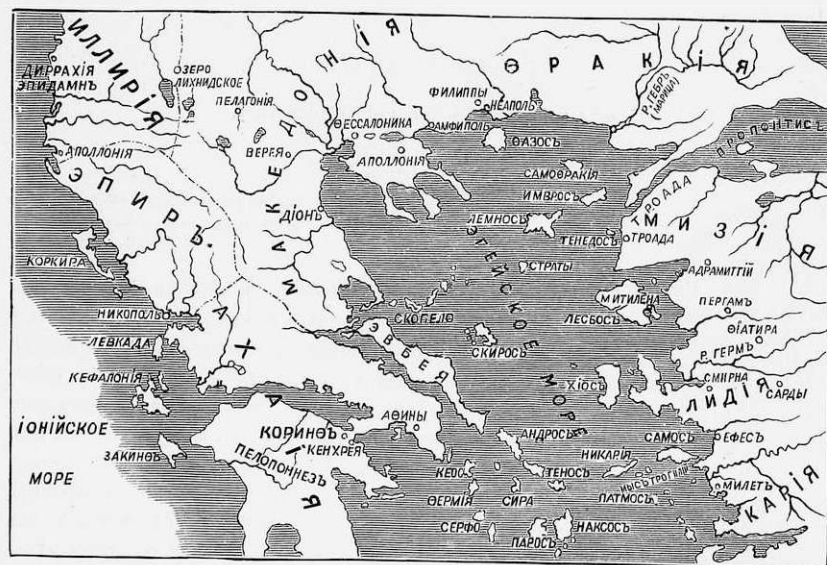 ИЛЛИРІЯ
МАКЕДОНІЯ
ѲРАКІЯ
ДИРРАХІЯ
ЭПИДАМНЪ
ОЗЕРО
ЛИХНИДСКОЕ
ПЕЛАГОНІЯ
ФИЛИППЫ
НЕАПОЛЬ
Р. ГЕБРЪ
(МАРИЦА)
ѲЕССАЛОНИКА
АМФИПОЛЬ
ѲАЗОСЪ
ПРОПОНТИСЪ
АПОЛЛОНІЯ
ВЕРЕЯ
АПОЛЛОНІЯ
САМОѲРАКІЯ
ЭПИРЪ
ИМВРОСЪ
ТРОАДА
ДІОНЪ
ЛЕМНОСЪ
МИЗІЯ
ТЕНЕДОСЪ
ТРОАДА
ЭГЕЙСКОЕ МОРЕ
КОРКИРА
СТРАТЫ
АДРАМИТТІЙ
НИКОПОЛЬ
АХАІЯ
СКОПЕЛО
МИТИЛЕНА
ПЕРГАМЪ
ЛЕСБОСЪ
ЛЕВКАДА
ЭВБЕЯ
СКИРОСЪ
ѲІАТИРА
Р. ГЕРМЪ
КЕФАЛОНІЯ
ХІОСЪ
СМИРНА
ЛИДІЯ
САРДЫ
ІОНІЙСКОЕ
МОРЕ
АѲИНЫ
КОРИНѲЪ
КЕНХРЕЯ
АНДРОСЪ
САМОСЪ
ЕФЕСЪ
ЗАКИНѲЪ
ПЕЛОПОННЕЗЪ
НИКАРІЯ
КЕОСЪ
ТЕНОСЪ
МЫСЪ ТРОГИЛІЙ
МИЛЕТЪ
КАРІЯ
ѲЕРМІЯ
СИРА
ПАТМОСЪ
СЕРФО
ПАРОСЪ
НАКСОСЪ